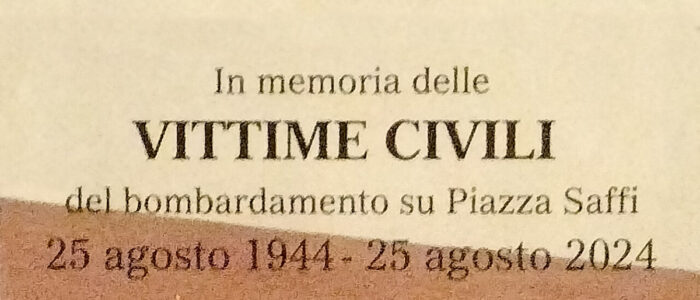 In memoria delle
VITTIME CIVILI
del bombardamento su Piazza Saffi
25 agosto 1944 - 25 agosto 2024